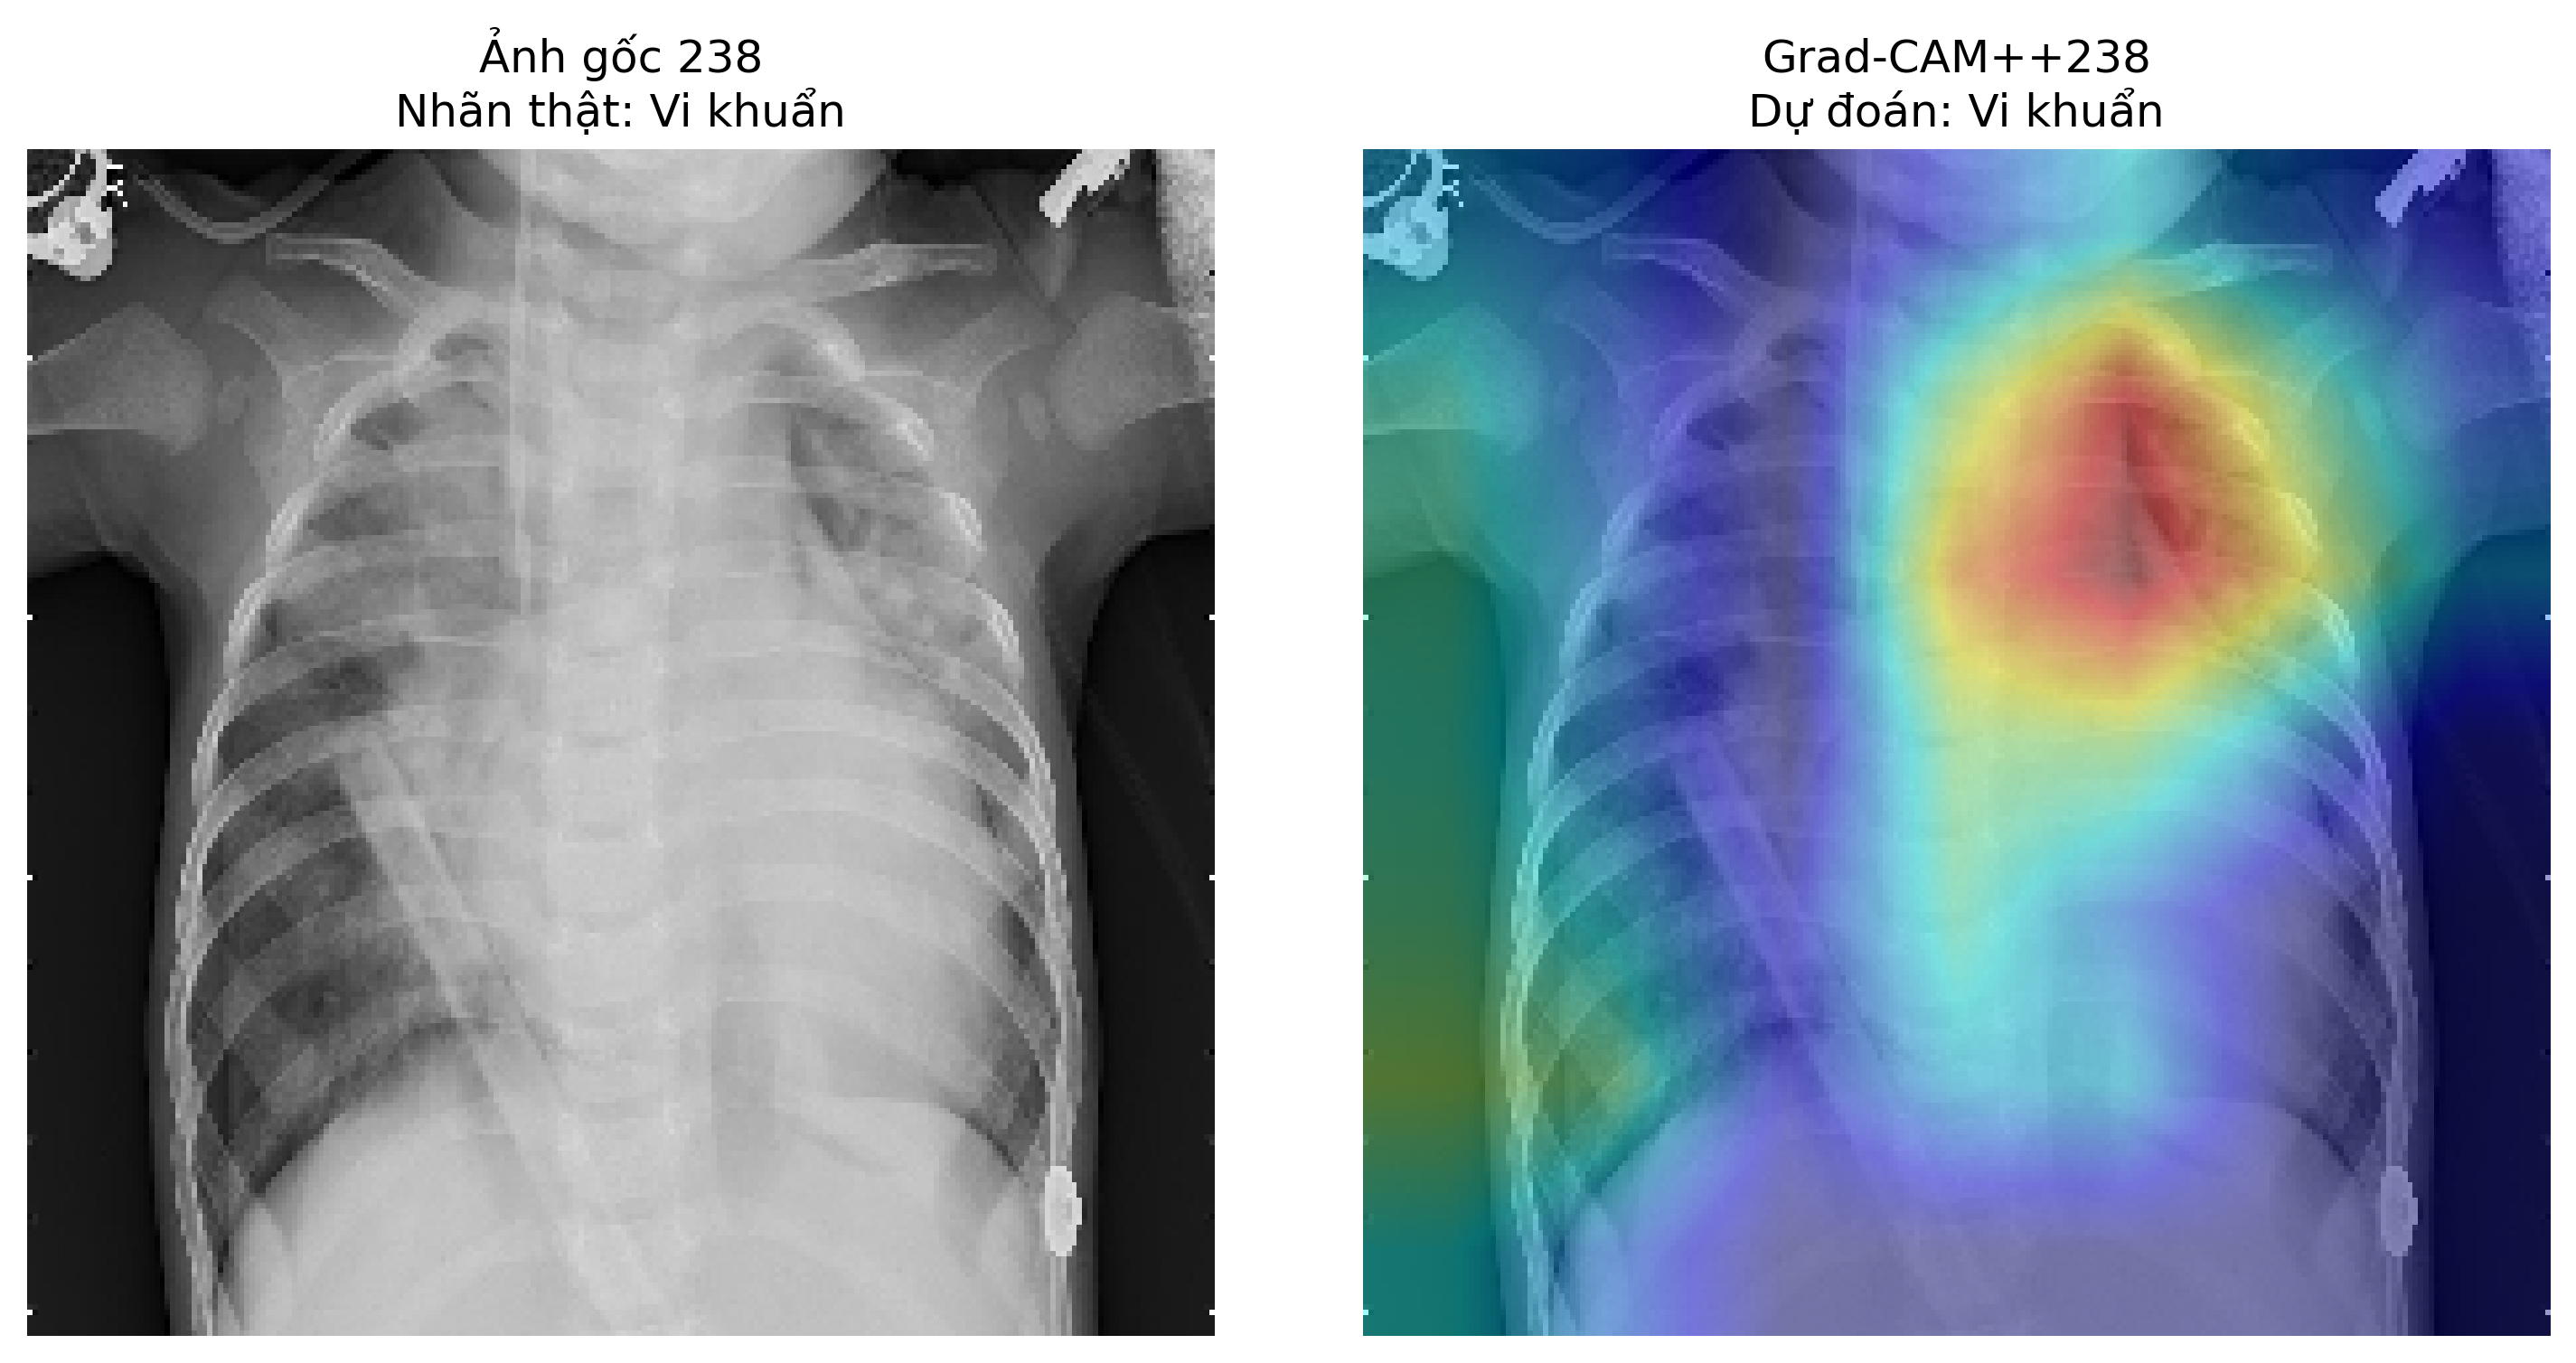 Ảnh gốc 238
Nhãn thật: Vi khuẩn
Grad-CAM++238
Dự đoán: Vi khuẩn